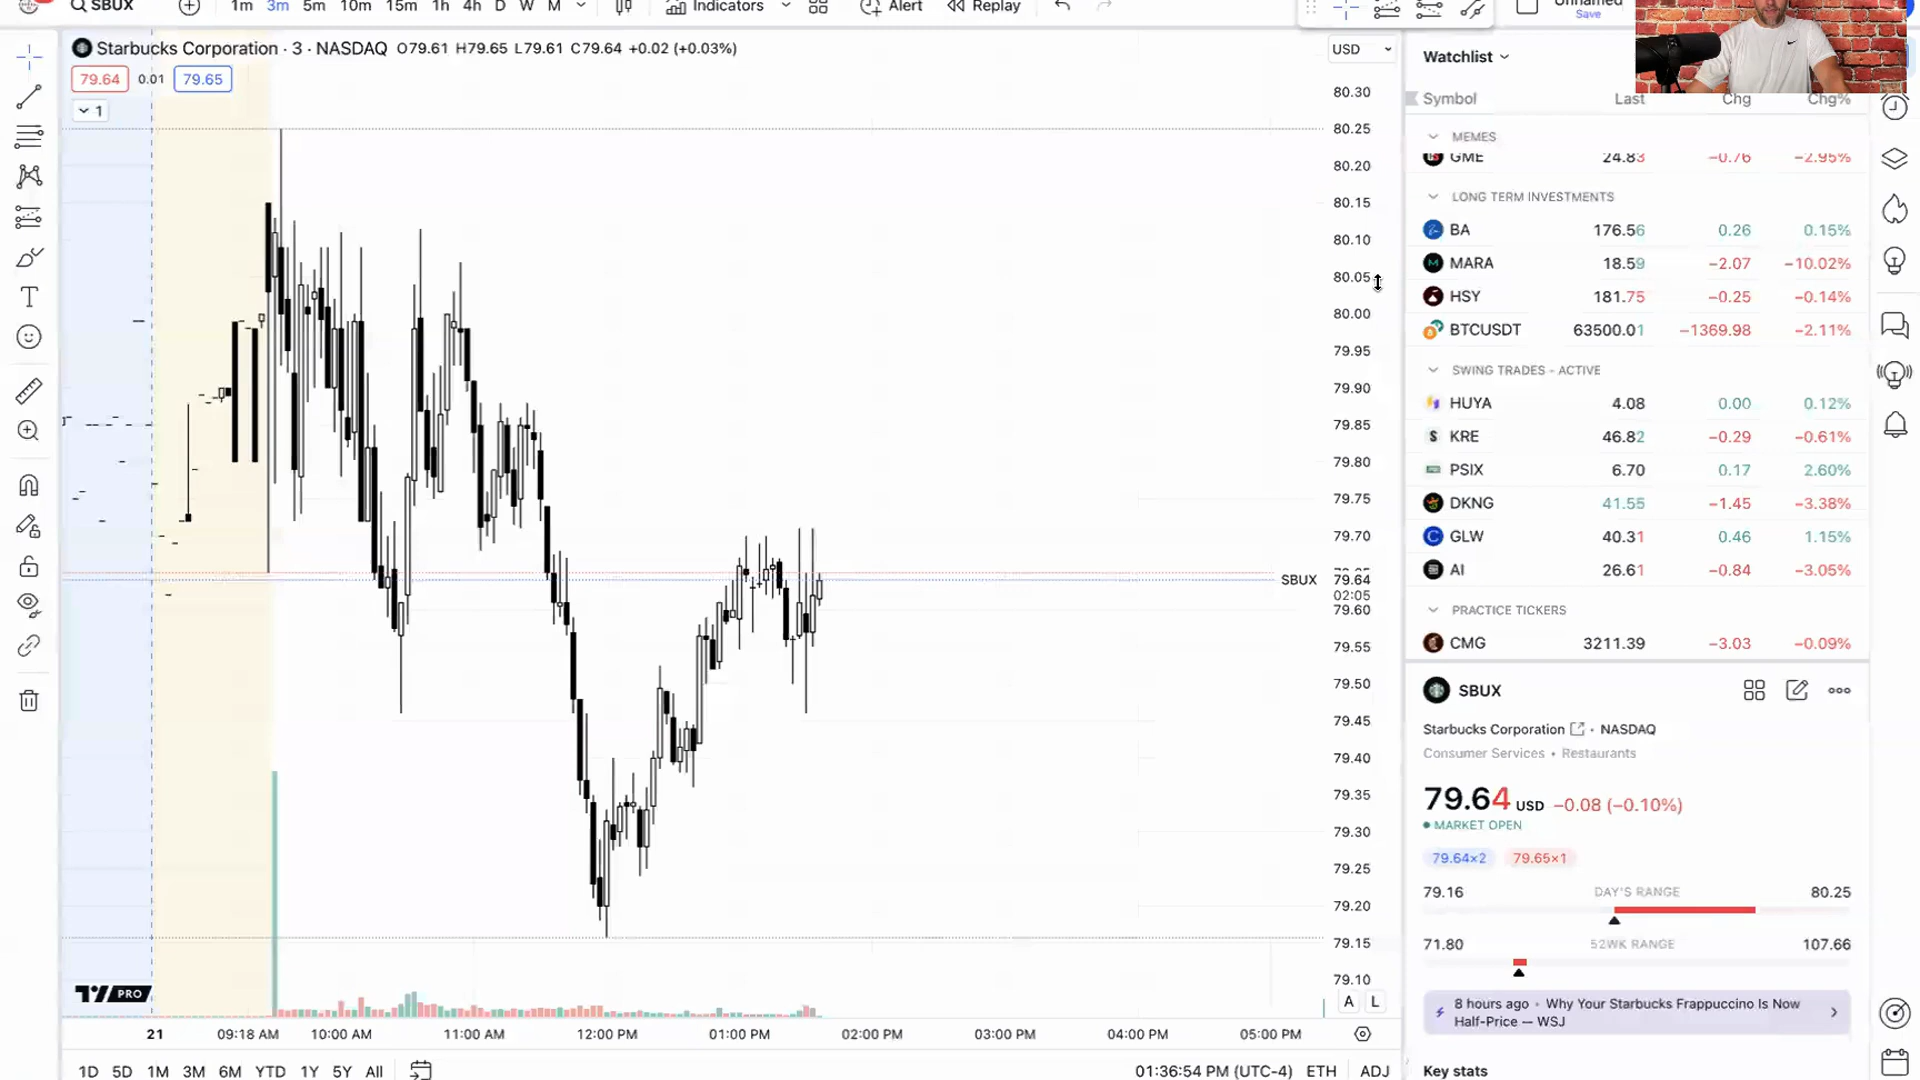 SBUX
1m 3m 5m 10m 15m 1h 4h D W M
Indicators
Alert
Replay
Unnamed
Save
Starbucks Corporation · 3 · NASDAQ O79.61 H79.65 L79.61 C79.64 +0.02 (+0.03%)
79.64 0.01 79.65
1
USD
80.30
80.25
80.20
80.15
80.10
80.05
80.00
79.95
79.90
79.85
79.80
79.75
79.70
SBUX 79.64
02:05
79.60
79.55
79.50
79.45
79.40
79.35
79.30
79.25
79.20
79.15
79.10
A L
PRO
21 09:18 AM 10:00 AM 11:00 AM 12:00 PM 01:00 PM 02:00 PM 03:00 PM 04:00 PM 05:00 PM
1D 5D 1M 3M 6M YTD 1Y 5Y All
01:36:54 PM (UTC-4) ETH ADJ
Watchlist
Symbol Last Chg Chg%
MEMES
GME 24.83 −0.76 −2.95%
LONG TERM INVESTMENTS
BA 176.56 0.26 0.15%
MARA 18.59 −2.07 −10.02%
HSY 181.75 −0.25 −0.14%
BTCUSDT 63500.01 −1369.98 −2.11%
SWING TRADES - ACTIVE
HUYA 4.08 0.00 0.12%
KRE 46.82 −0.29 −0.61%
PSIX 6.70 0.17 2.60%
DKNG 41.55 −1.45 −3.38%
GLW 40.31 0.46 1.15%
AI 26.61 −0.84 −3.05%
PRACTICE TICKERS
CMG 3211.39 −3.03 −0.09%
SBUX
Starbucks Corporation · NASDAQ
Consumer Services • Restaurants
79.64 USD −0.08 (−0.10%)
MARKET OPEN
79.64×2 79.65×1
79.16 DAY'S RANGE 80.25
71.80 52WK RANGE 107.66
8 hours ago • Why Your Starbucks Frappuccino Is Now
Half-Price — WSJ
Key stats